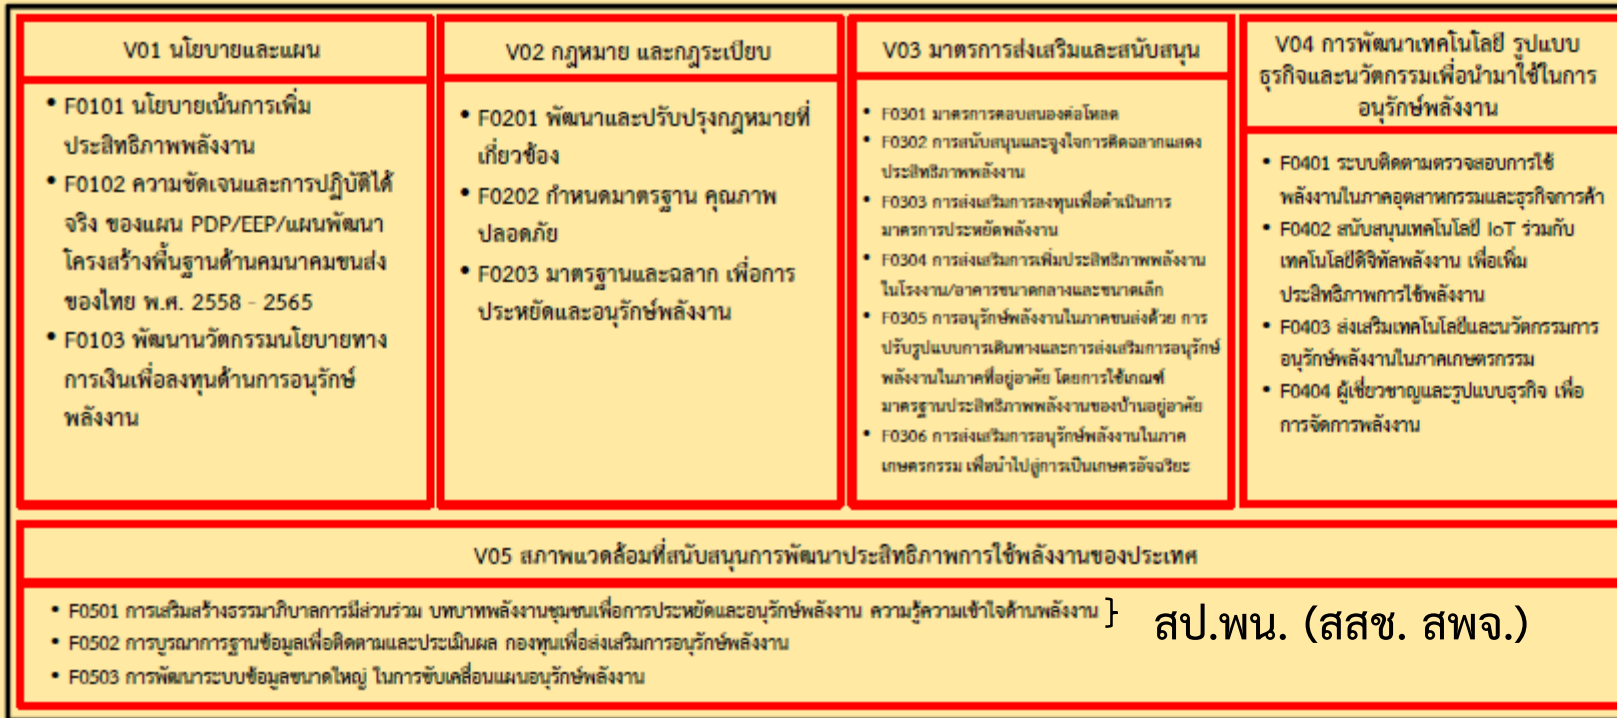 V01 นโยบายและแผน
• F0101 นโยบายเน้นการเพิ่ม
ประสิทธิภาพพลังงาน
• F0102 ความชัดเจนและการปฏิบัติได้
จริง ของแผน PDP/EEP/แผนพัฒนา
โครงสร้างพื้นฐานด้านคมนาคมขนส่ง
ของไทย พ.ศ. 2558 - 2565
• F0103 พัฒนานวัตกรรมนโยบายทาง
การเงินเพื่อลงทุนด้านการอนุรักษ์
พลังงาน
V02 กฎหมาย และกฎระเบียบ
• F0201 พัฒนาและปรับปรุงกฎหมายที่
เกี่ยวข้อง
• F0202 กำหนดมาตรฐาน คุณภาพ
ปลอดภัย
• F0203 มาตรฐานและฉลาก เพื่อการ
ประหยัดและอนุรักษ์พลังงาน
V03 มาตรการส่งเสริมและสนับสนุน
• F0301 มาตรการตอบสนองต่อโหลด
• F0302 การสนับสนุนและจูงใจการติดฉลากแสดง
ประสิทธิภาพพลังงาน
• F0303 การส่งเสริมการลงทุนเพื่อดำเนินการ
มาตรการประหยัดพลังงาน
• F0304 การส่งเสริมการเพิ่มประสิทธิภาพพลังงาน
ในโรงงาน/อาคารขนาดกลางและขนาดเล็ก
• F0305 การอนุรักษ์พลังงานในภาคขนส่งด้วย การ
ปรับรูปแบบการเดินทางและการส่งเสริมการอนุรักษ์
พลังงานในภาคที่อยู่อาศัย โดยการใช้เกณฑ์
มาตรฐานประสิทธิภาพพลังงานของบ้านอยู่อาศัย
• F0306 การส่งเสริมการอนุรักษ์พลังงานในภาค
เกษตรกรรม เพื่อนำไปสู่การเป็นเกษตรอัจฉริยะ
V04 การพัฒนาเทคโนโลยี รูปแบบ
ธุรกิจและนวัตกรรมเพื่อนำมาใช้ในการ
อนุรักษ์พลังงาน
• F0401 ระบบติดตามตรวจสอบการใช้
พลังงานในภาคอุตสาหกรรมและธุรกิจการค้า
• F0402 สนับสนุนเทคโนโลยี IoT ร่วมกับ
เทคโนโลยีดิจิทัลพลังงาน เพื่อเพิ่ม
ประสิทธิภาพการใช้พลังงาน
• F0403 ส่งเสริมเทคโนโลยีและนวัตกรรมการ
อนุรักษ์พลังงานในภาคเกษตรกรรม
• F0404 ผู้เชี่ยวชาญและรูปแบบธุรกิจ เพื่อ
การจัดการพลังงาน
V05 สภาพแวดล้อมที่สนับสนุนการพัฒนาประสิทธิภาพการใช้พลังงานของประเทศ
• F0501 การเสริมสร้างธรรมาภิบาลการมีส่วนร่วม บทบาทพลังงานชุมชนเพื่อการประหยัดและอนุรักษ์พลังงาน ความรู้ความเข้าใจด้านพลังงาน } สป.พน. (สสช. สพจ.)
• F0502 การบูรณาการฐานข้อมูลเพื่อติดตามและประเมินผล กองทุนเพื่อส่งเสริมการอนุรักษ์พลังงาน
• F0503 การพัฒนาระบบข้อมูลขนาดใหญ่ ในการขับเคลื่อนแผนอนุรักษ์พลังงาน